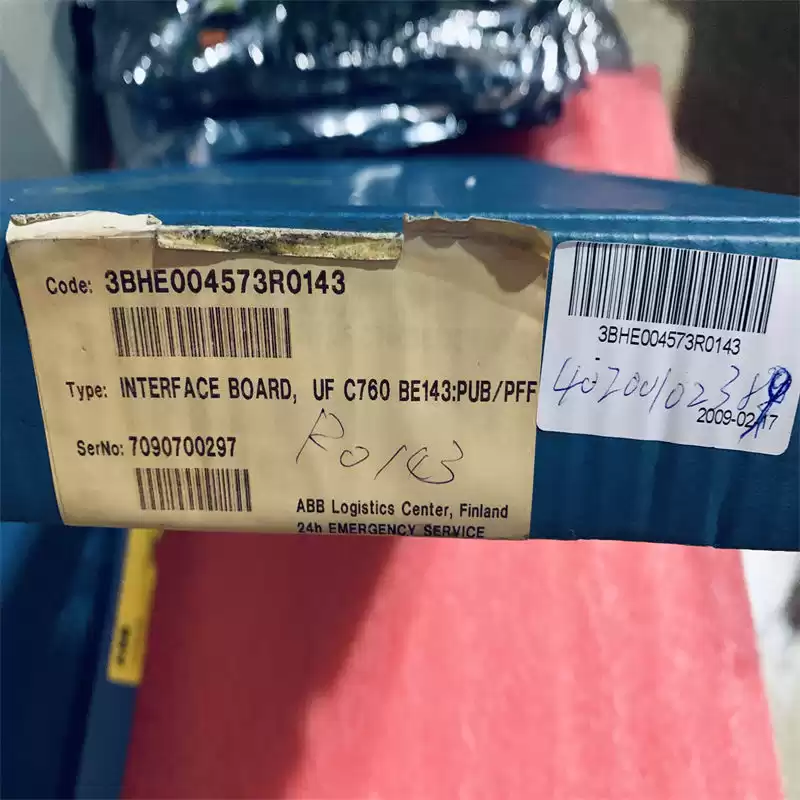 Code: 3BHE004573R0143
Type: INTERFACE BOARD, UF C760 BE143:PUB/PFF
SerNo: 7090700297
R0143
ABB Logistics Center, Finland
24h EMERGENCY SERVICE
3BHE004573R0143
2009-02-17